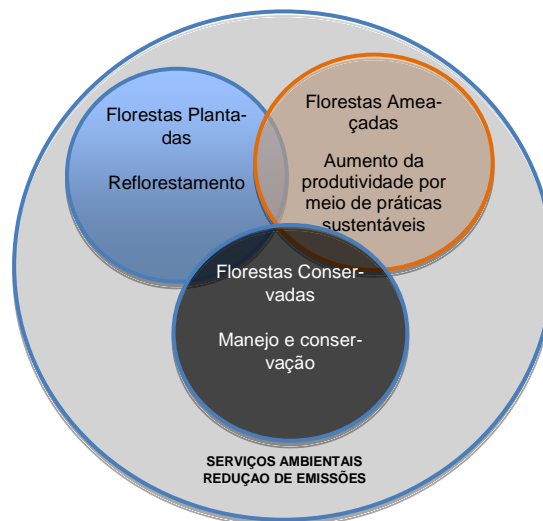 Florestas Planta-
das
Reflorestamento
Florestas Amea-
çadas
Aumento da
produtividade por
meio de práticas
sustentáveis
Florestas Conser-
vadas
Manejo e conser-
vação
SERVIÇOS AMBIENTAIS
REDUÇAO DE EMISSÕES